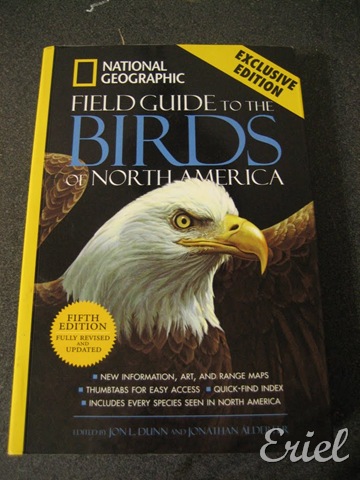 NATIONAL
GEOGRAPHIC
EXCLUSIVE
EDITION
FIELD GUIDE TO THE
BIRDS
OF NORTH AMERICA
FIFTH
EDITION
FULLY REVISED
AND
UPDATED
▪ NEW INFORMATION, ART, AND RANGE MAPS
▪ THUMBTABS FOR EASY ACCESS ▪ QUICK-FIND INDEX
▪ INCLUDES EVERY SPECIES SEEN IN NORTH AMERICA
EDITED BY JON L. DUNN AND JONATHAN
Eriel